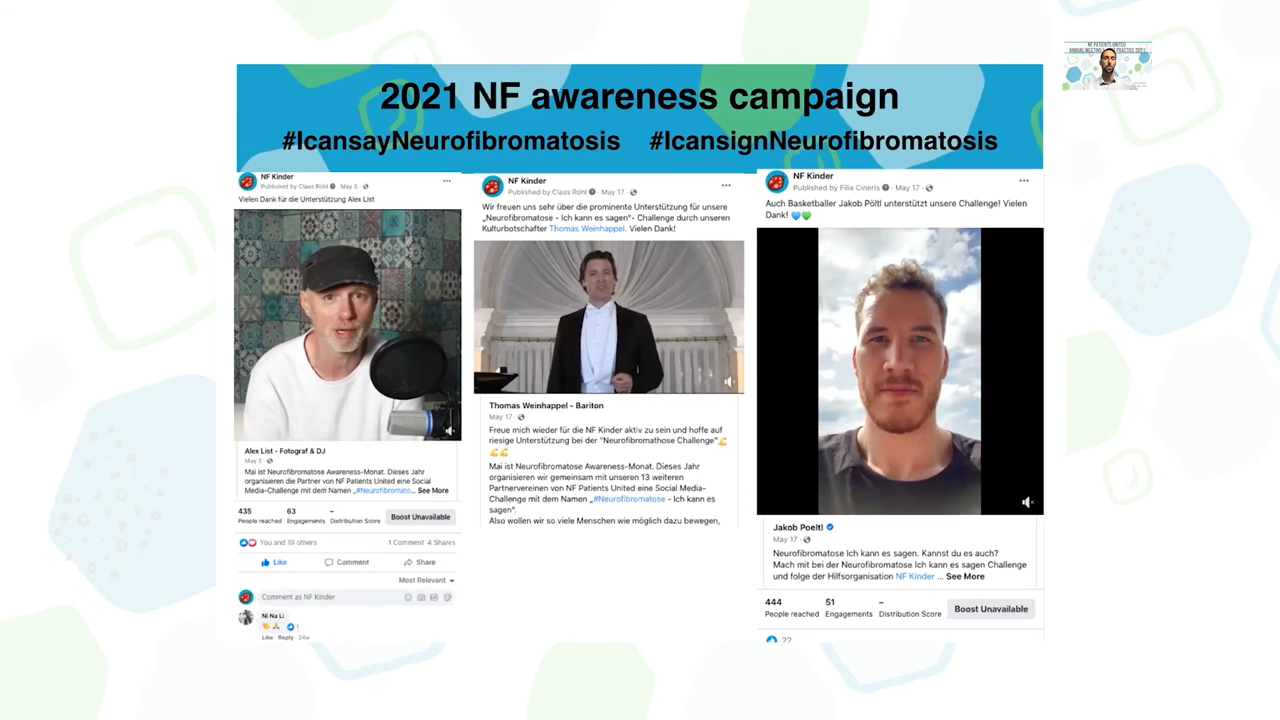 NF PATIENTS UNITED
2021 NF awareness campaign
#IcansayNeurofibromatosis #IcansignNeurofibromatosis
NF Kinder
Published by Claas Röhl · May 5 ·
Vielen Dank für die Unterstützung Alex List
Alex List - Fotograf & DJ
May 5 ·
Mai ist Neurofibromatose Awareness-Monat. Dieses Jahr
organisieren die Partner von NF Patients United eine Social
Media-Challenge mit dem Namen „#Neurofibromato... See More
435
People reached
63
Engagements
–
Distribution Score
Boost Unavailable
You and 19 others
1 Comment 4 Shares
Like Comment Share
Most Relevant
Comment as NF Kinder
Ni Na Li
1
Like Reply 24w
NF Kinder
Published by Claas Röhl · May 17 ·
Wir freuen uns sehr über die prominente Unterstützung für unsere
„Neurofibromatose - Ich kann es sagen“- Challenge durch unseren
Kulturbotschafter Thomas Weinhappel. Vielen Dank!
Thomas Weinhappel - Bariton
May 17 ·
Freue mich wieder für die NF Kinder aktiv zu sein und hoffe auf
riesige Unterstützung bei der "Neurofibromathose Challenge"💪
💪💪
Mai ist Neurofibromatose Awareness-Monat. Dieses Jahr
organisieren wir gemeinsam mit unseren 13 weiteren
Partnervereinen von NF Patients United eine Social Media-
Challenge mit dem Namen „#Neurofibromatose - Ich kann es
sagen“.
Also wollen wir so viele Menschen wie möglich dazu bewegen,
NF Kinder
Published by Filia Cineris · May 17 ·
Auch Basketballer Jakob Pöltl unterstützt unsere Challenge! Vielen
Dank! 💙💚
Jakob Poeltl
May 17 ·
Neurofibromatose Ich kann es sagen. Kannst du es auch?
Mach mit bei der Neurofibromatose Ich kann es sagen Challenge
und folge der Hilfsorganisation NF Kinder ... See More
444
People reached
51
Engagements
–
Distribution Score
Boost Unavailable
22